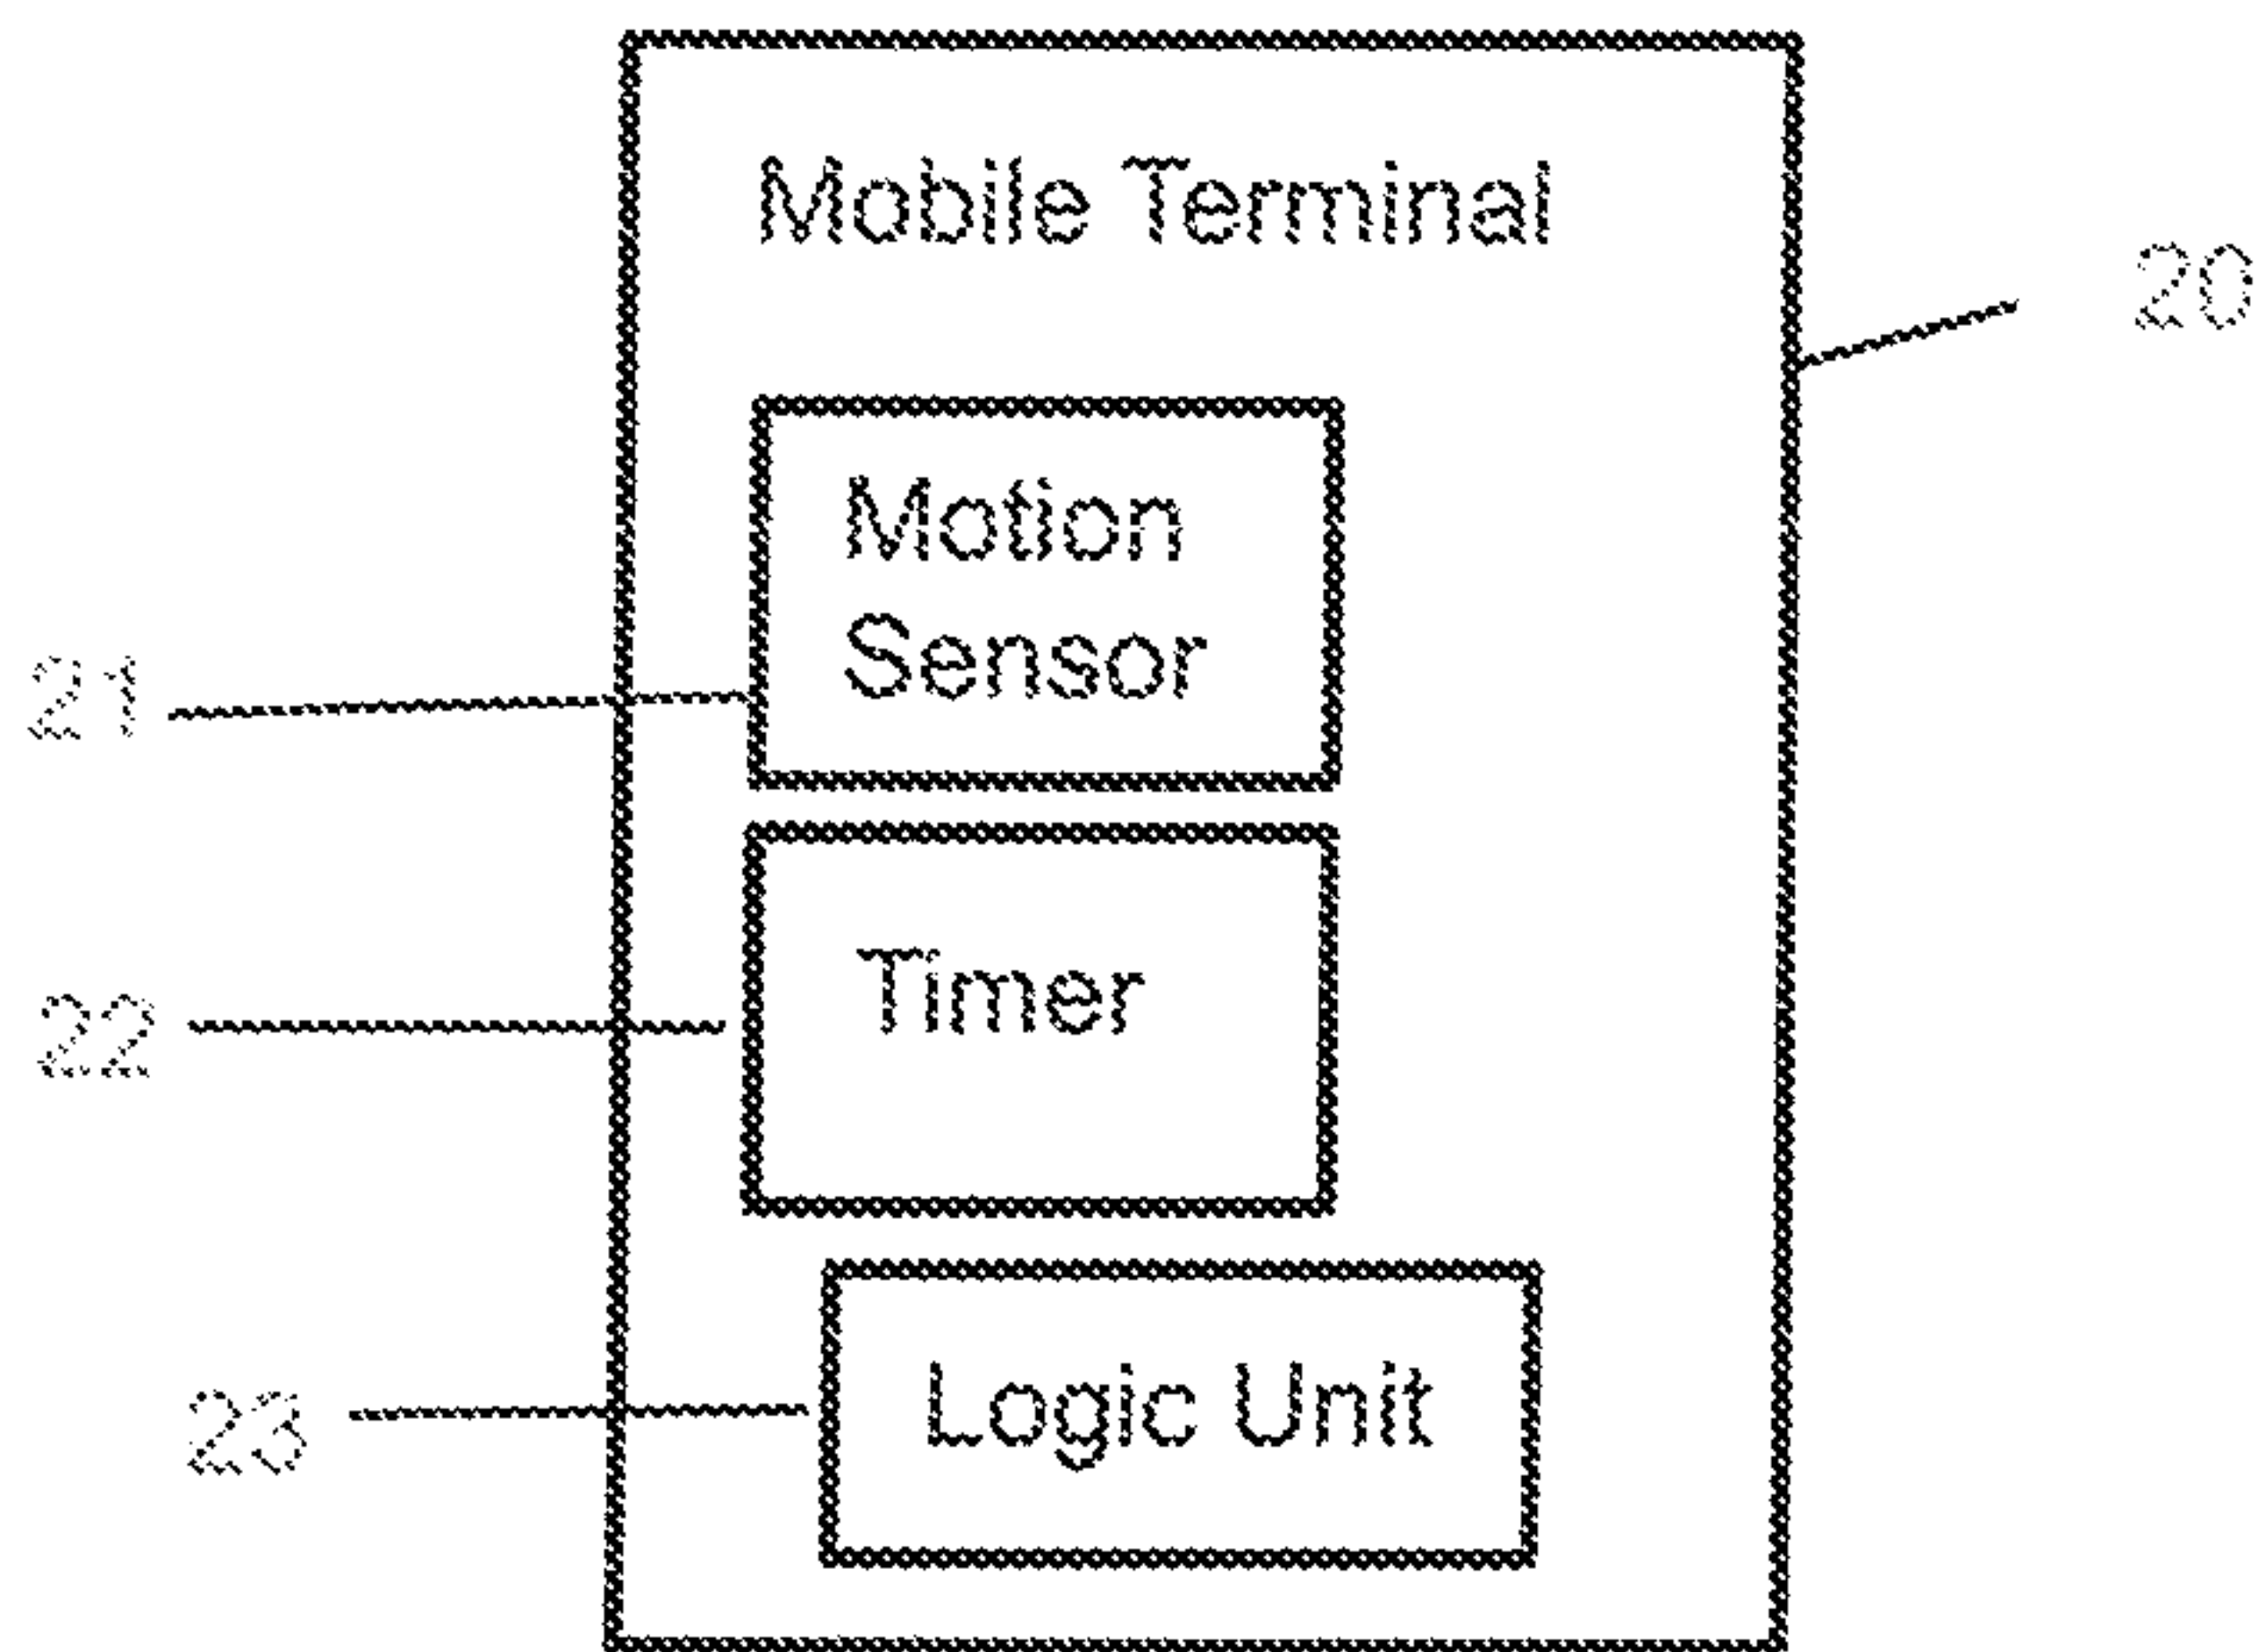 Mobile Terminal
20
Motion
Sensor
21
Timer
22
Logic Unit
23